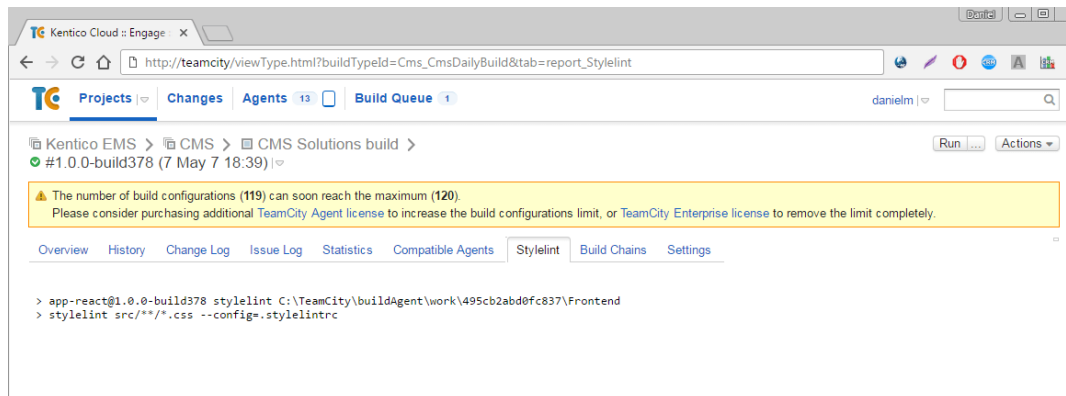 Daniel
TC Kentico Cloud :: Engage :
http://teamcity/viewType.html?buildTypeId=Cms_CmsDailyBuild&tab=report_Stylelint
TC Projects Changes Agents 13 Build Queue 1 danielm
Kentico EMS > CMS > CMS Solutions build > Run ... Actions
#1.0.0-build378 (7 May 7 18:39)
The number of build configurations (119) can soon reach the maximum (120).
Please consider purchasing additional TeamCity Agent license to increase the build configurations limit, or TeamCity Enterprise license to remove the limit completely.
Overview History Change Log Issue Log Statistics Compatible Agents Stylelint Build Chains Settings
> app-react@1.0.0-build378 stylelint C:\TeamCity\buildAgent\work\495cb2abd0fc837\Frontend
> stylelint src/**/*.css --config=.stylelintrc